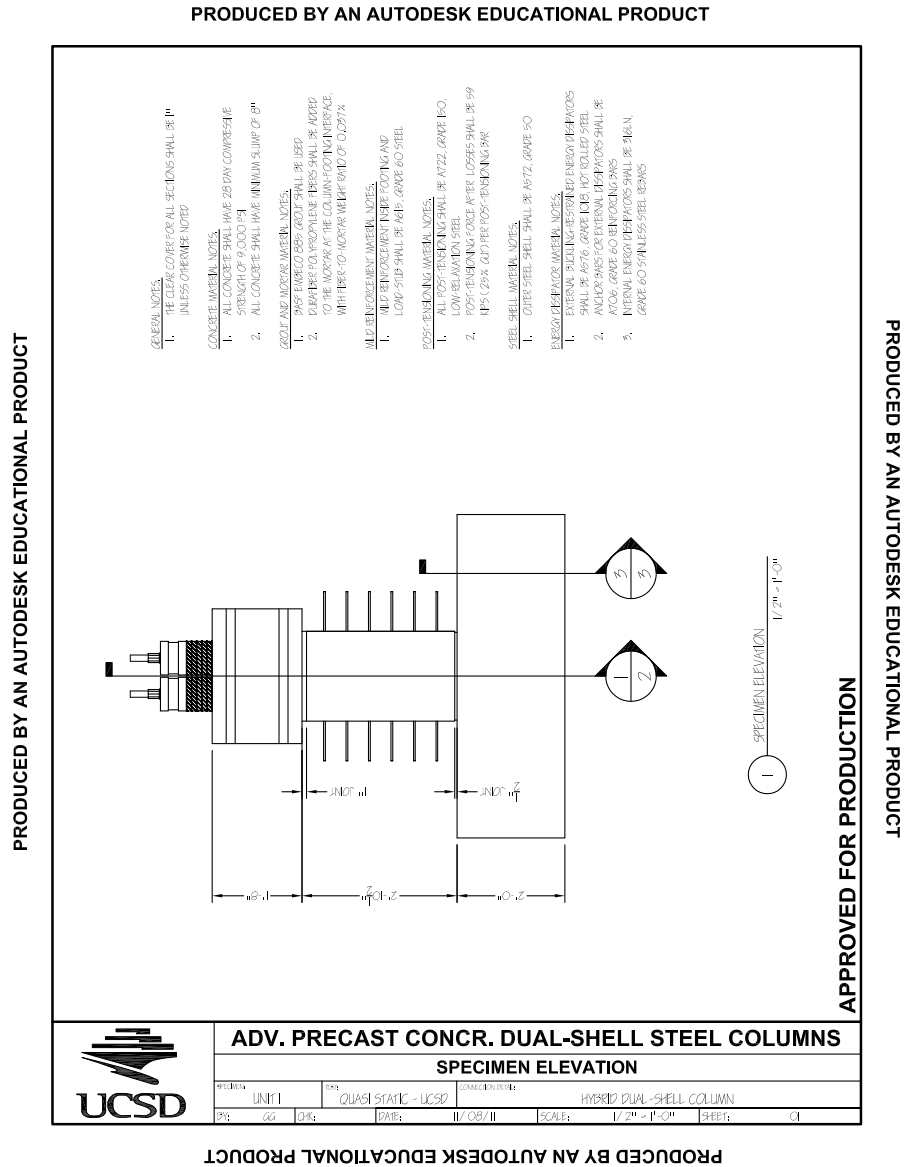 PRODUCED BY AN AUTODESK EDUCATIONAL PRODUCT
PRODUCED BY AN AUTODESK EDUCATIONAL PRODUCT
PRODUCED BY AN AUTODESK EDUCATIONAL PRODUCT
GENERAL NOTES:
1. THE CLEAR COVER FOR ALL SECTIONS SHALL BE 1"
UNLESS OTHERWISE NOTED
CONCRETE MATERIAL NOTES:
1. ALL CONCRETE SHALL HAVE 28 DAY COMPRESSIVE
STRENGTH OF 9,000 PSI
2. ALL CONCRETE SHALL HAVE MINIMUM SLUMP OF 8"
GROUT AND MORTAR MATERIAL NOTES:
1. BASF EMBECO 885 GROUT SHALL BE USED
2. DURAFIBER POLYPROPYLENE FIBERS SHALL BE ADDED
TO THE MORTAR AT THE COLUMN-FOOTING INTERFACE,
WITH FIBER-TO-MORTAR WEIGHT RATIO OF 0.037%
MILD REINFORCEMENT MATERIAL NOTES:
1. MILD REINFORCEMENT INSIDE FOOTING AND
LOAD-STUB SHALL BE A615, GRADE 60 STEEL
POST-TENSIONING MATERIAL NOTES:
1. ALL POST-TENSIONING SHALL BE A722, GRADE 150,
LOW-RELAXATION STEEL
2. POST-TENSIONING FORCE AFTER LOSSES SHALL BE 59
KIPS (25% GUL) PER POST-TENSIONING BAR
STEEL SHELL MATERIAL NOTES:
1. OUTER STEEL SHELL SHALL BE A572, GRADE 50
ENERGY DISSIPATOR MATERIAL NOTES:
1. EXTERNAL BUCKLING-RESTRAINED ENERGY DISSIPATORS
SHALL BE A576, GRADE 1018, HOT ROLLED STEEL
2. ANCHOR BARS FOR EXTERNAL DISSIPATORS SHALL BE
A706, GRADE 60 REINFORCING BARS
3. INTERNAL ENERGY DISSIPATORS SHALL BE 316LN,
GRADE 60 STAINLESS STEEL REBARS
3
3
1
2
1" JOINT
1/2" JOINT
1'-8"
2'-10 1/2"
2'-0"
1
SPECIMEN ELEVATION
1/2" = 1'-0"
APPROVED FOR PRODUCTION
UCSD
ADV. PRECAST CONCR. DUAL-SHELL STEEL COLUMNS
SPECIMEN ELEVATION
SPECIMEN: UNIT 1 TEST: QUASI STATIC - UCSD CONNECTION DETAIL: HYBRID DUAL-SHELL COLUMN
BY: GG CHK: DATE: 11/08/11 SCALE: 1/2" = 1'-0" SHEET: 01
PRODUCED BY AN AUTODESK EDUCATIONAL PRODUCT